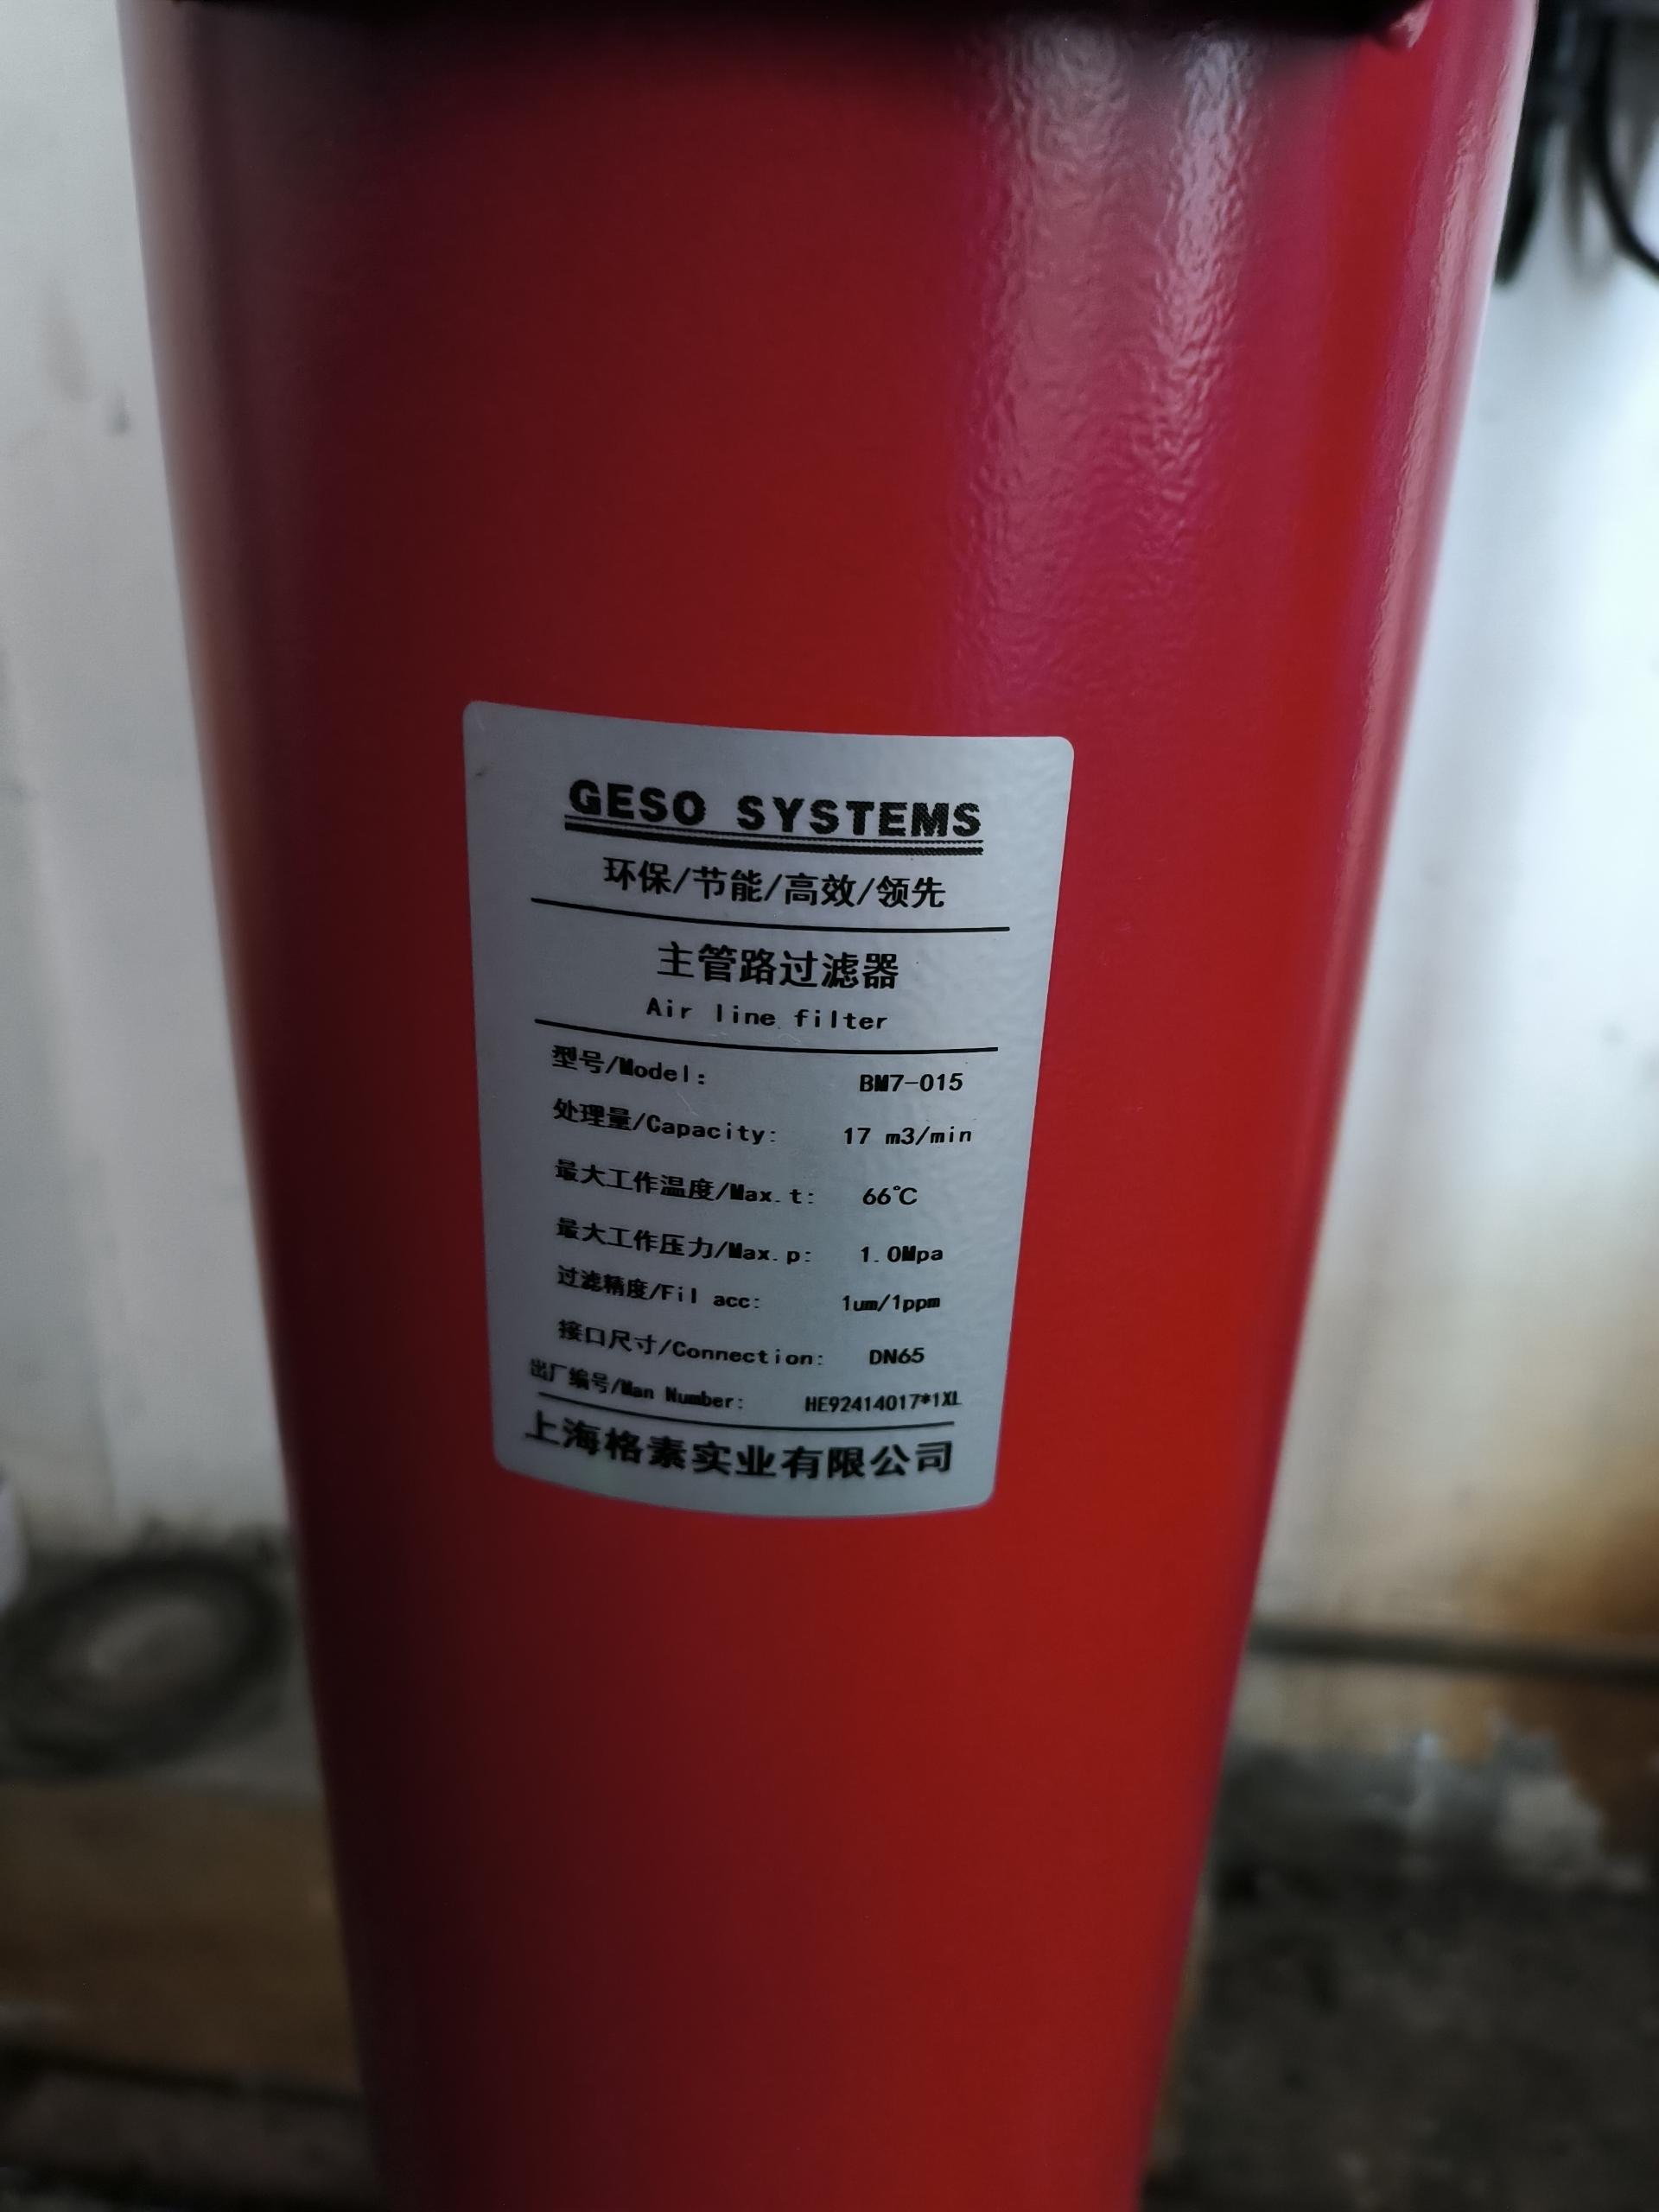 GESO SYSTEMS
环保/节能/高效/领先
主管路过滤器
Air line filter
型号/Model: BM7-015
处理量/Capacity: 17 m3/min
最大工作温度/Max.t: 66℃
最大工作压力/Max.p: 1.0Mpa
过滤精度/Fil acc: 1um/1ppm
接口尺寸/Connection: DN65
出厂编号/Man Number: HE92414017*1XL
上海格素实业有限公司